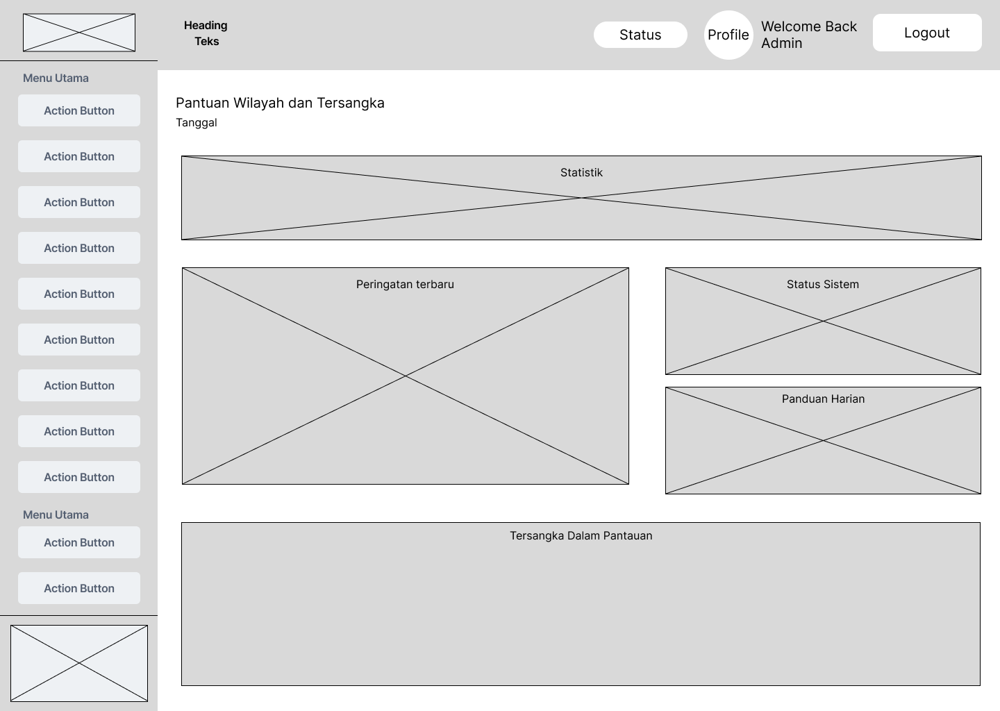 Heading
Teks
Status
Profile
Welcome Back
Admin
Logout
Menu Utama
Action Button
Action Button
Action Button
Action Button
Action Button
Action Button
Action Button
Action Button
Action Button
Menu Utama
Action Button
Action Button
Pantuan Wilayah dan Tersangka
Tanggal
Statistik
Peringatan terbaru
Status Sistem
Panduan Harian
Tersangka Dalam Pantauan